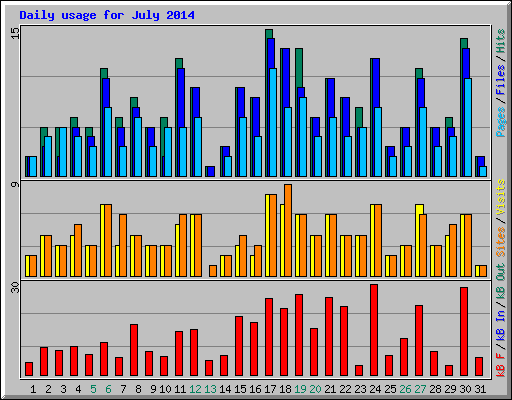 Daily usage for July 2014
15
Pages / Files / Hits
9
Sites / Visits
30
kB F / kB In / kB Out
1 2 3 4 5 6 7 8 9 10 11 12 13 14 15 16 17 18 19 20 21 22 23 24 25 26 27 28 29 30 31